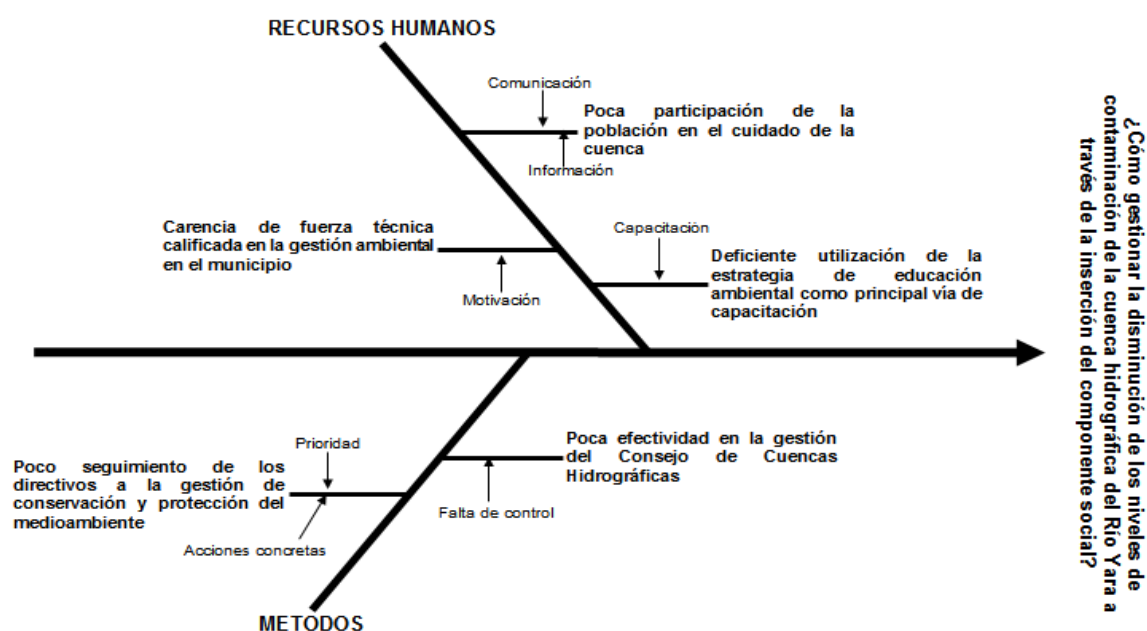 RECURSOS HUMANOS
Comunicación
Poca participación de la
población en el cuidado de la
cuenca
Información
Carencia de fuerza técnica
calificada en la gestión ambiental
en el municipio
Motivación
Capacitación
Deficiente utilización de la
estrategia de educación
ambiental como principal vía de
capacitación
¿Cómo gestionar la disminución de los niveles de
contaminación de la cuenca hidrográfica del Río Yara a
través de la inserción del componente social?
Prioridad
Poco seguimiento de los
directivos a la gestión de
conservación y protección del
medioambiente
Acciones concretas
Poca efectividad en la gestión
del Consejo de Cuencas
Hidrográficas
Falta de control
METODOS